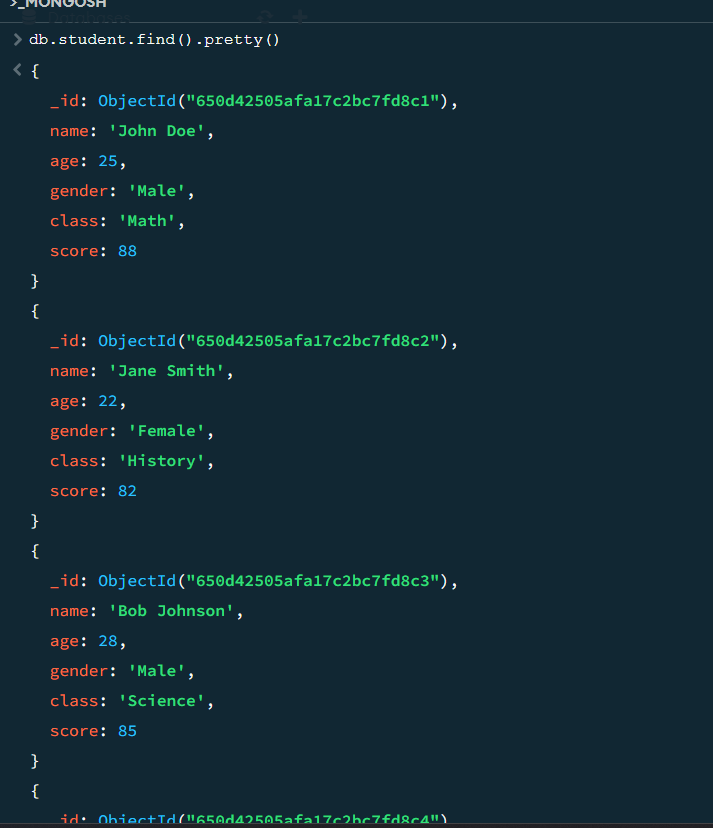 >_MONGOSH
> db.student.find().pretty()
< {
_id: ObjectId("650d42505afa17c2bc7fd8c1"),
name: 'John Doe',
age: 25,
gender: 'Male',
class: 'Math',
score: 88
}
{
_id: ObjectId("650d42505afa17c2bc7fd8c2"),
name: 'Jane Smith',
age: 22,
gender: 'Female',
class: 'History',
score: 82
}
{
_id: ObjectId("650d42505afa17c2bc7fd8c3"),
name: 'Bob Johnson',
age: 28,
gender: 'Male',
class: 'Science',
score: 85
}
{
_id: ObjectId("650d42505afa17c2bc7fd8c4")